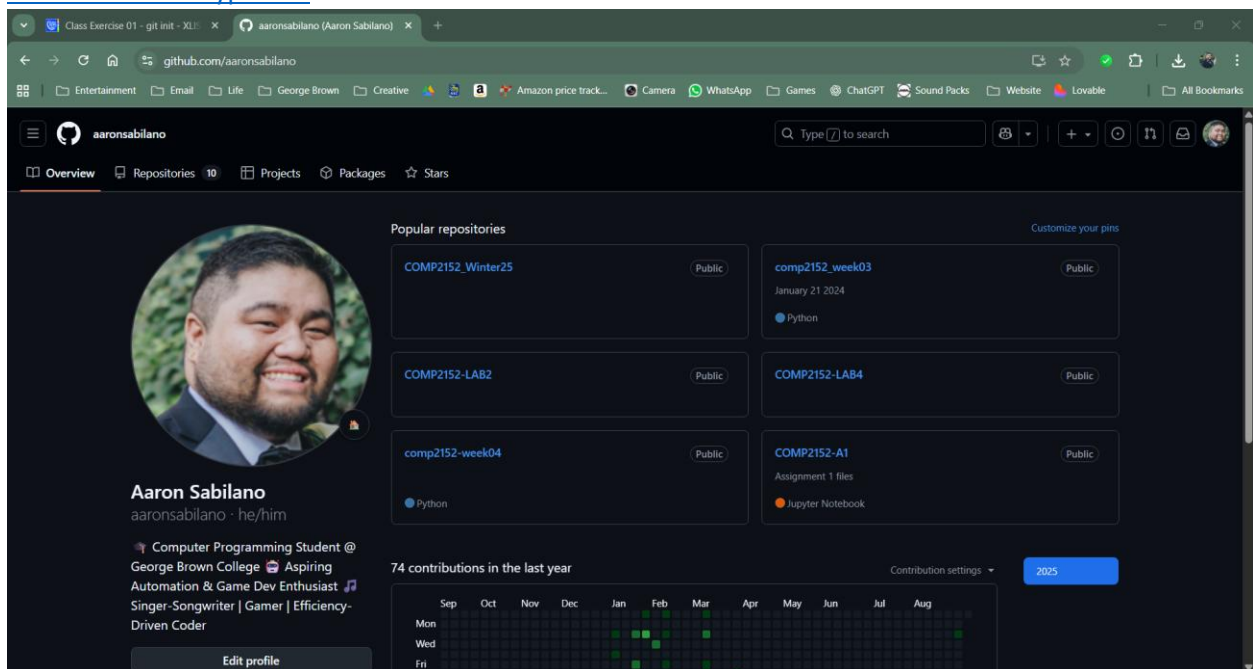 Class Exercise 01 - git init - XLI
aaronsabilano (Aaron Sabilano)
github.com/aaronsabilano
Entertainment Email Life George Brown Creative a Amazon price track... Camera WhatsApp Games ChatGPT Sound Packs Website Lovable All Bookmarks
aaronsabilano
Type / to search
Overview Repositories 10 Projects Packages Stars
Popular repositories
Customize your pins
COMP2152_Winter25 Public
comp2152_week03 Public
January 21 2024
Python
COMP2152-LAB2 Public
COMP2152-LAB4 Public
comp2152-week04 Public
Python
COMP2152-A1 Public
Assignment 1 files
Jupyter Notebook
Aaron Sabilano
aaronsabilano · he/him
🎓 Computer Programming Student @
George Brown College 🤖 Aspiring
Automation & Game Dev Enthusiast 🎵
Singer-Songwriter | Gamer | Efficiency-
Driven Coder
Edit profile
74 contributions in the last year
Contribution settings
2025
Sep Oct Nov Dec Jan Feb Mar Apr May Jun Jul Aug
Mon
Wed
Fri